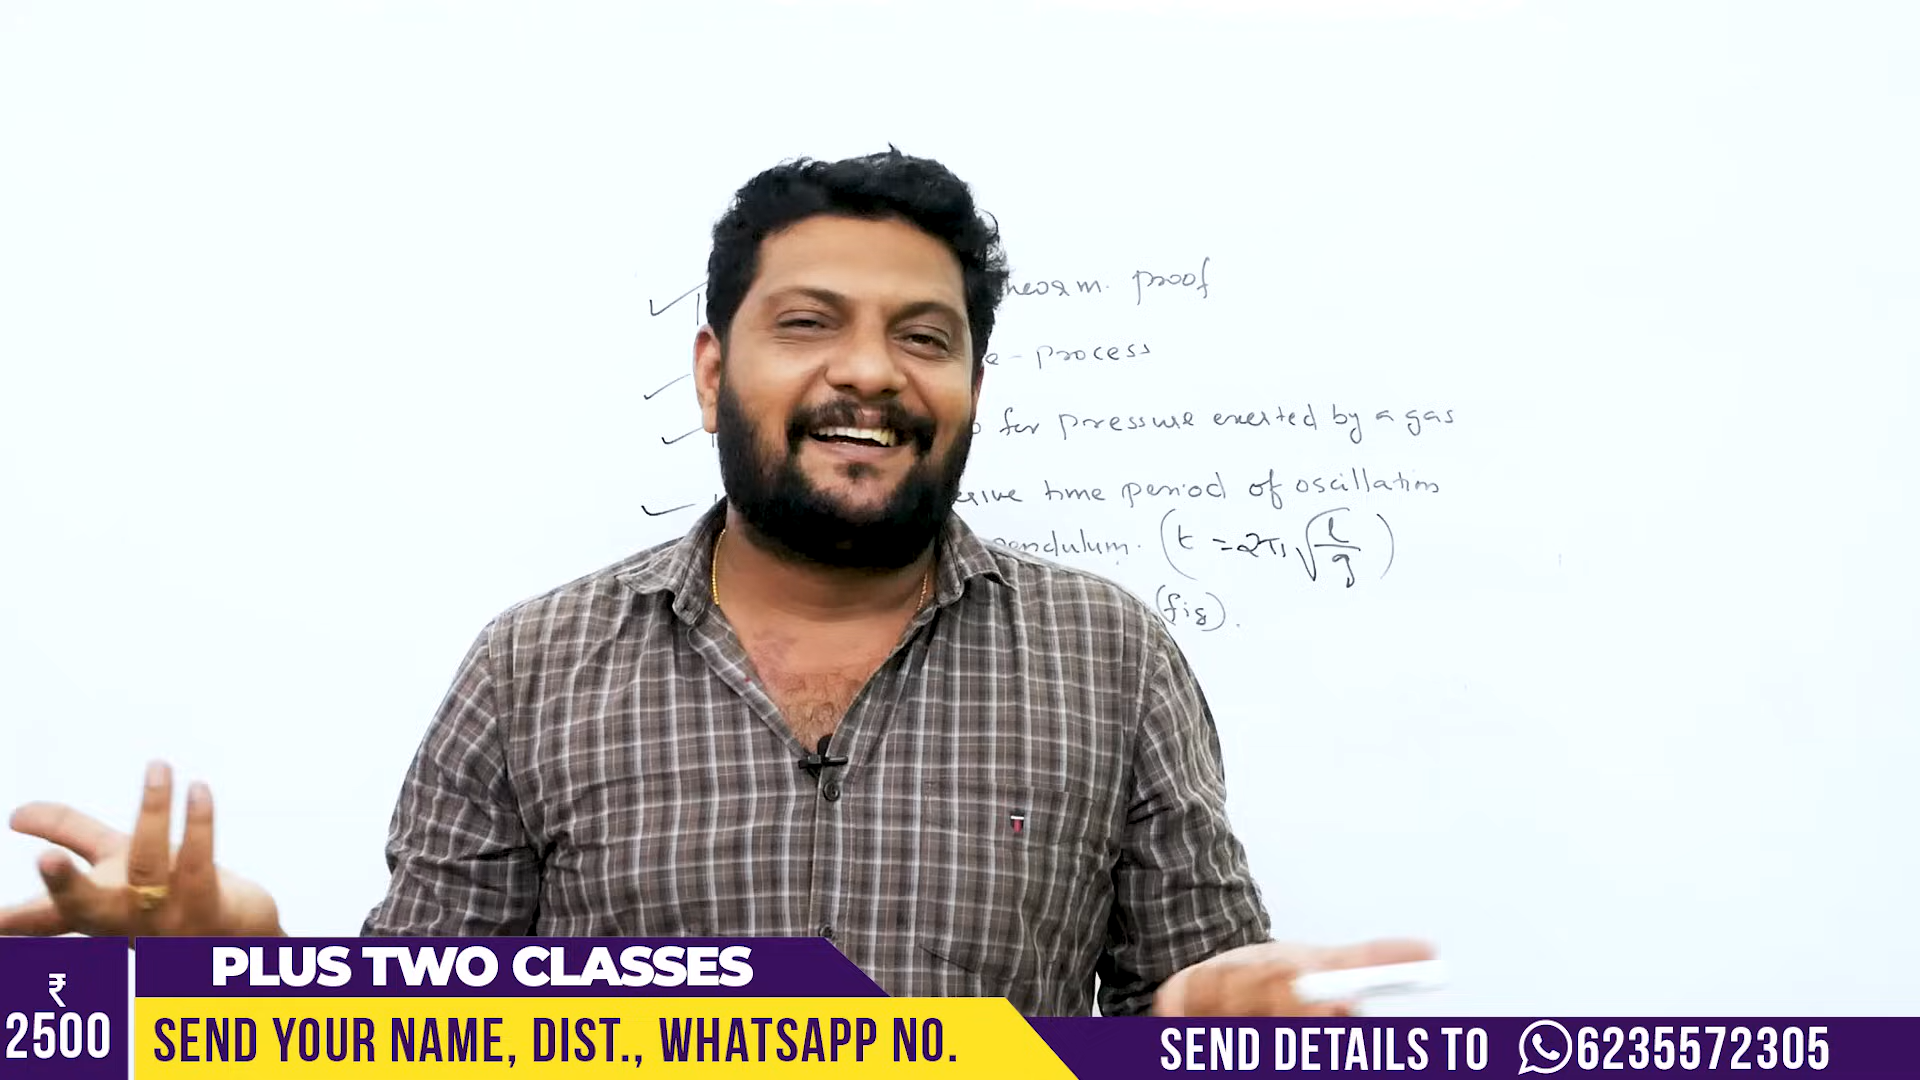 heorm. proof
e-process
for pressure exerted by a gas
erive time period of oscillation
pendulum. (t = 2π√(l/g))
(fig).
PLUS TWO CLASSES
₹
2500
SEND YOUR NAME, DIST., WHATSAPP NO.
SEND DETAILS TO 6235572305